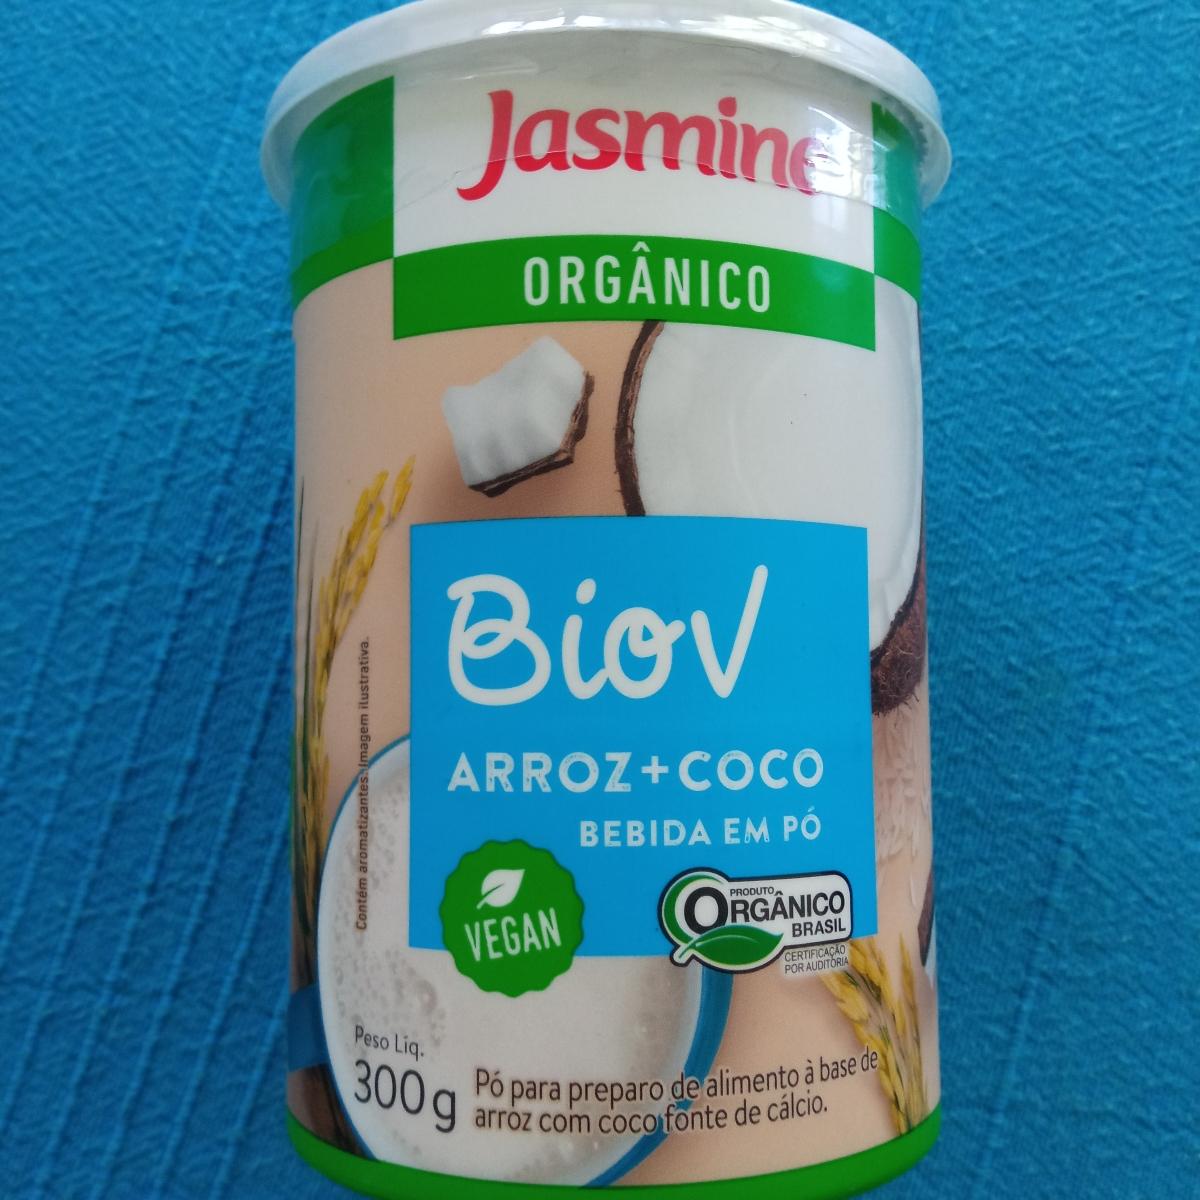 Jasmine
ORGÂNICO
BioV
ARROZ+COCO
BEBIDA EM PÓ
Contém aromatizantes. Imagem ilustrativa.
VEGAN
PRODUTO
ORGÂNICO
BRASIL
CERTIFICAÇÃO
POR AUDITORIA
Peso Líq.
300g
Pó para preparo de alimento à base de
arroz com coco fonte de cálcio.